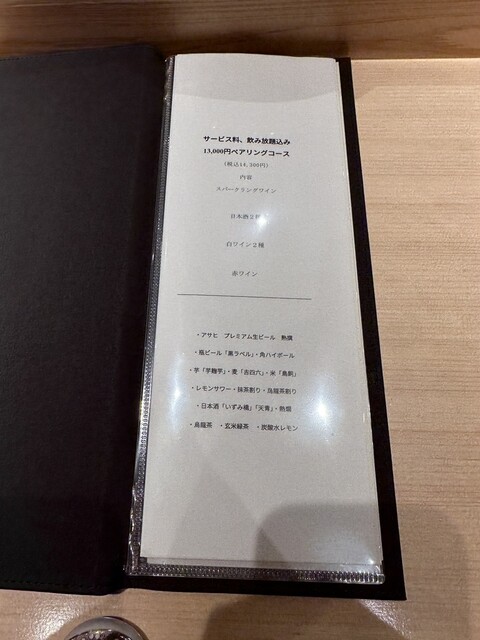 サービス料、飲み放題込み
13,000円ペアリングコース
(税込14,300円)
内容
スパークリングワイン
日本酒２種
白ワイン２種
赤ワイン
・アサヒ プレミアム生ビール 熟撰
・瓶ビール「黒ラベル」・角ハイボール
・芋「芋麹芋」・麦「吉四六」・米「鳥飼」
・レモンサワー・抹茶割り・烏龍茶割り
・日本酒「いずみ橋」「天青」・熱燗
・烏龍茶 ・玄米緑茶 ・炭酸水レモン